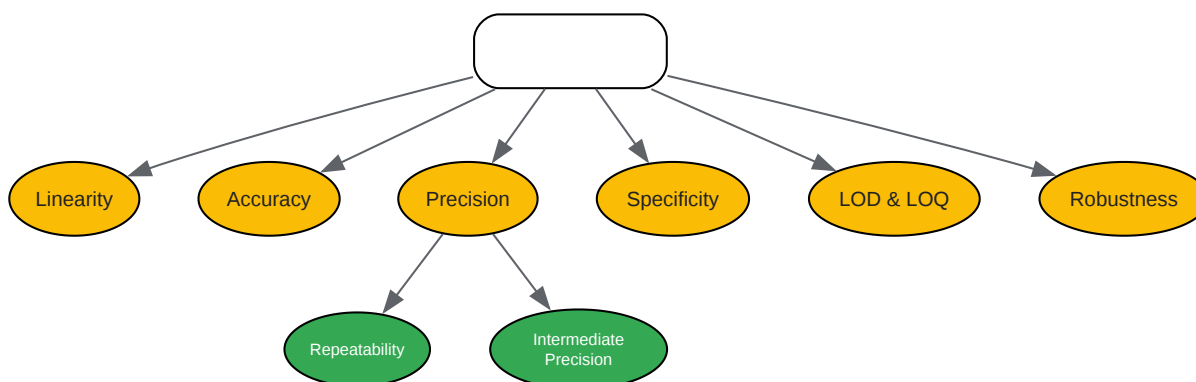 Linearity
Accuracy
Precision
Specificity
LOD & LOQ
Robustness
Repeatability
Intermediate
Precision